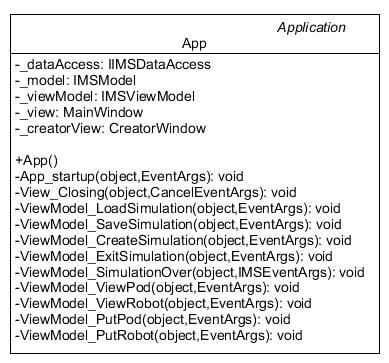 Application
App
-_dataAccess: IIMSDataAccess
-_model: IMSModel
-_viewModel: IMSViewModel
-_view: MainWindow
-_creatorView: CreatorWindow
+App()
-App_startup(object,EventArgs): void
-View_Closing(object,CancelEventArgs): void
-ViewModel_LoadSimulation(object,EventArgs): void
-ViewModel_SaveSimulation(object,EventArgs): void
-ViewModel_CreateSimulation(object,EventArgs): void
-ViewModel_ExitSimulation(object,EventArgs): void
-ViewModel_SimulationOver(object,IMSEventArgs): void
-ViewModel_ViewPod(object,EventArgs): void
-ViewModel_ViewRobot(object,EventArgs): void
-ViewModel_PutPod(object,EventArgs): void
-ViewModel_PutRobot(object,EventArgs): void